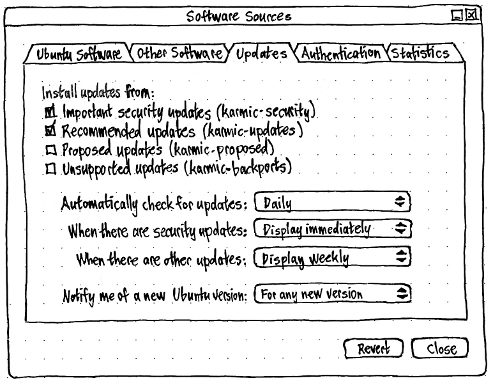 Software Sources
Ubuntu Software Other Software Updates Authentication Statistics
Install updates from:
Important security updates (karmic-security)
Recommended updates (karmic-updates)
Proposed updates (karmic-proposed)
Unsupported updates (karmic-backports)
Automatically check for updates: Daily
When there are security updates: Display immediately
When there are other updates: Display weekly
Notify me of a new Ubuntu version: For any new version
Revert Close